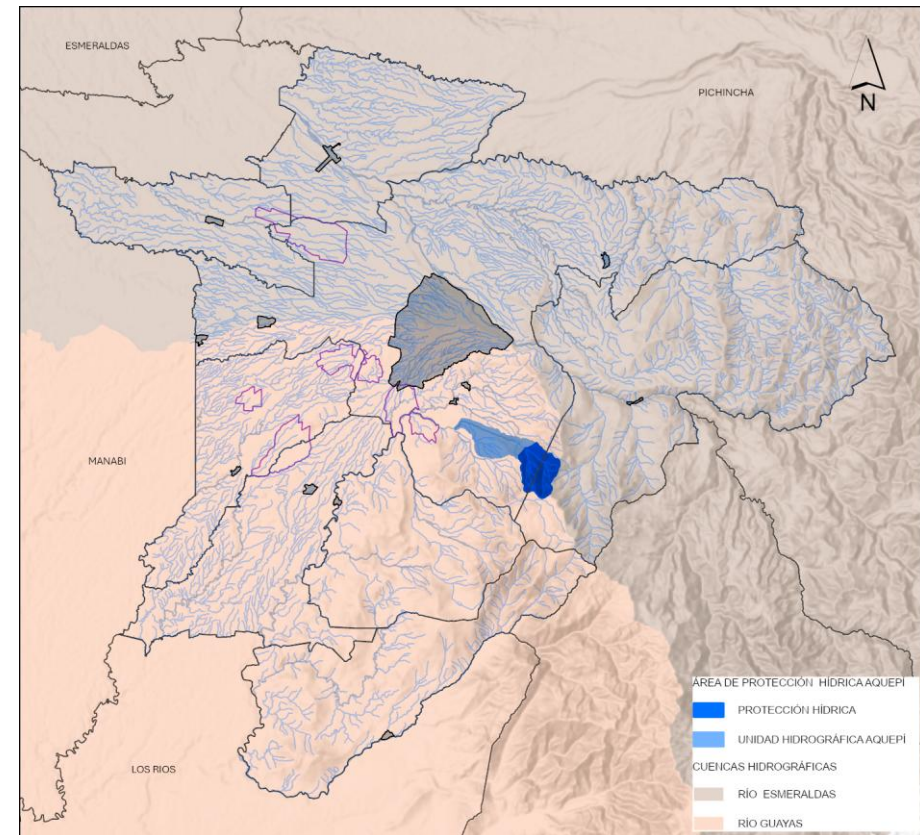 ESMERALDAS
PICHINCHA
N
MANABI
LOS RIOS
ÁREA DE PROTECCIÓN HÍDRICA AQUEPÍ
PROTECCIÓN HÍDRICA
UNIDAD HIDROGRÁFICA AQUEPÍ
CUENCAS HIDROGRÁFICAS
RÍO ESMERALDAS
RÍO GUAYAS